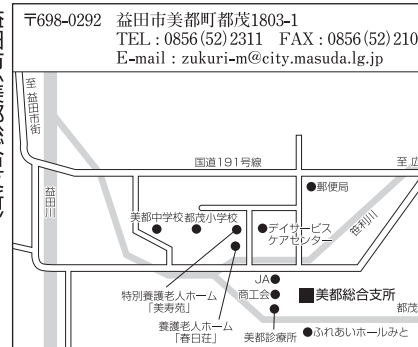 〒698-0292 益田市美都町都茂1803-1
TEL : 0856(52)2311 FAX : 0856(52)210
E-mail : zukuri-m@city.masuda.lg.jp
至
益田市街
国道191号線
至 広
益田川
郵便局
美都中学校
都茂小学校
デイサービス
ケアセンター
笹利川
特別養護老人ホーム
「美寿苑」
JA
商工会
美都総合支所
養護老人ホーム
「春日荘」
美都診療所
都茂
ふれあいホールみと